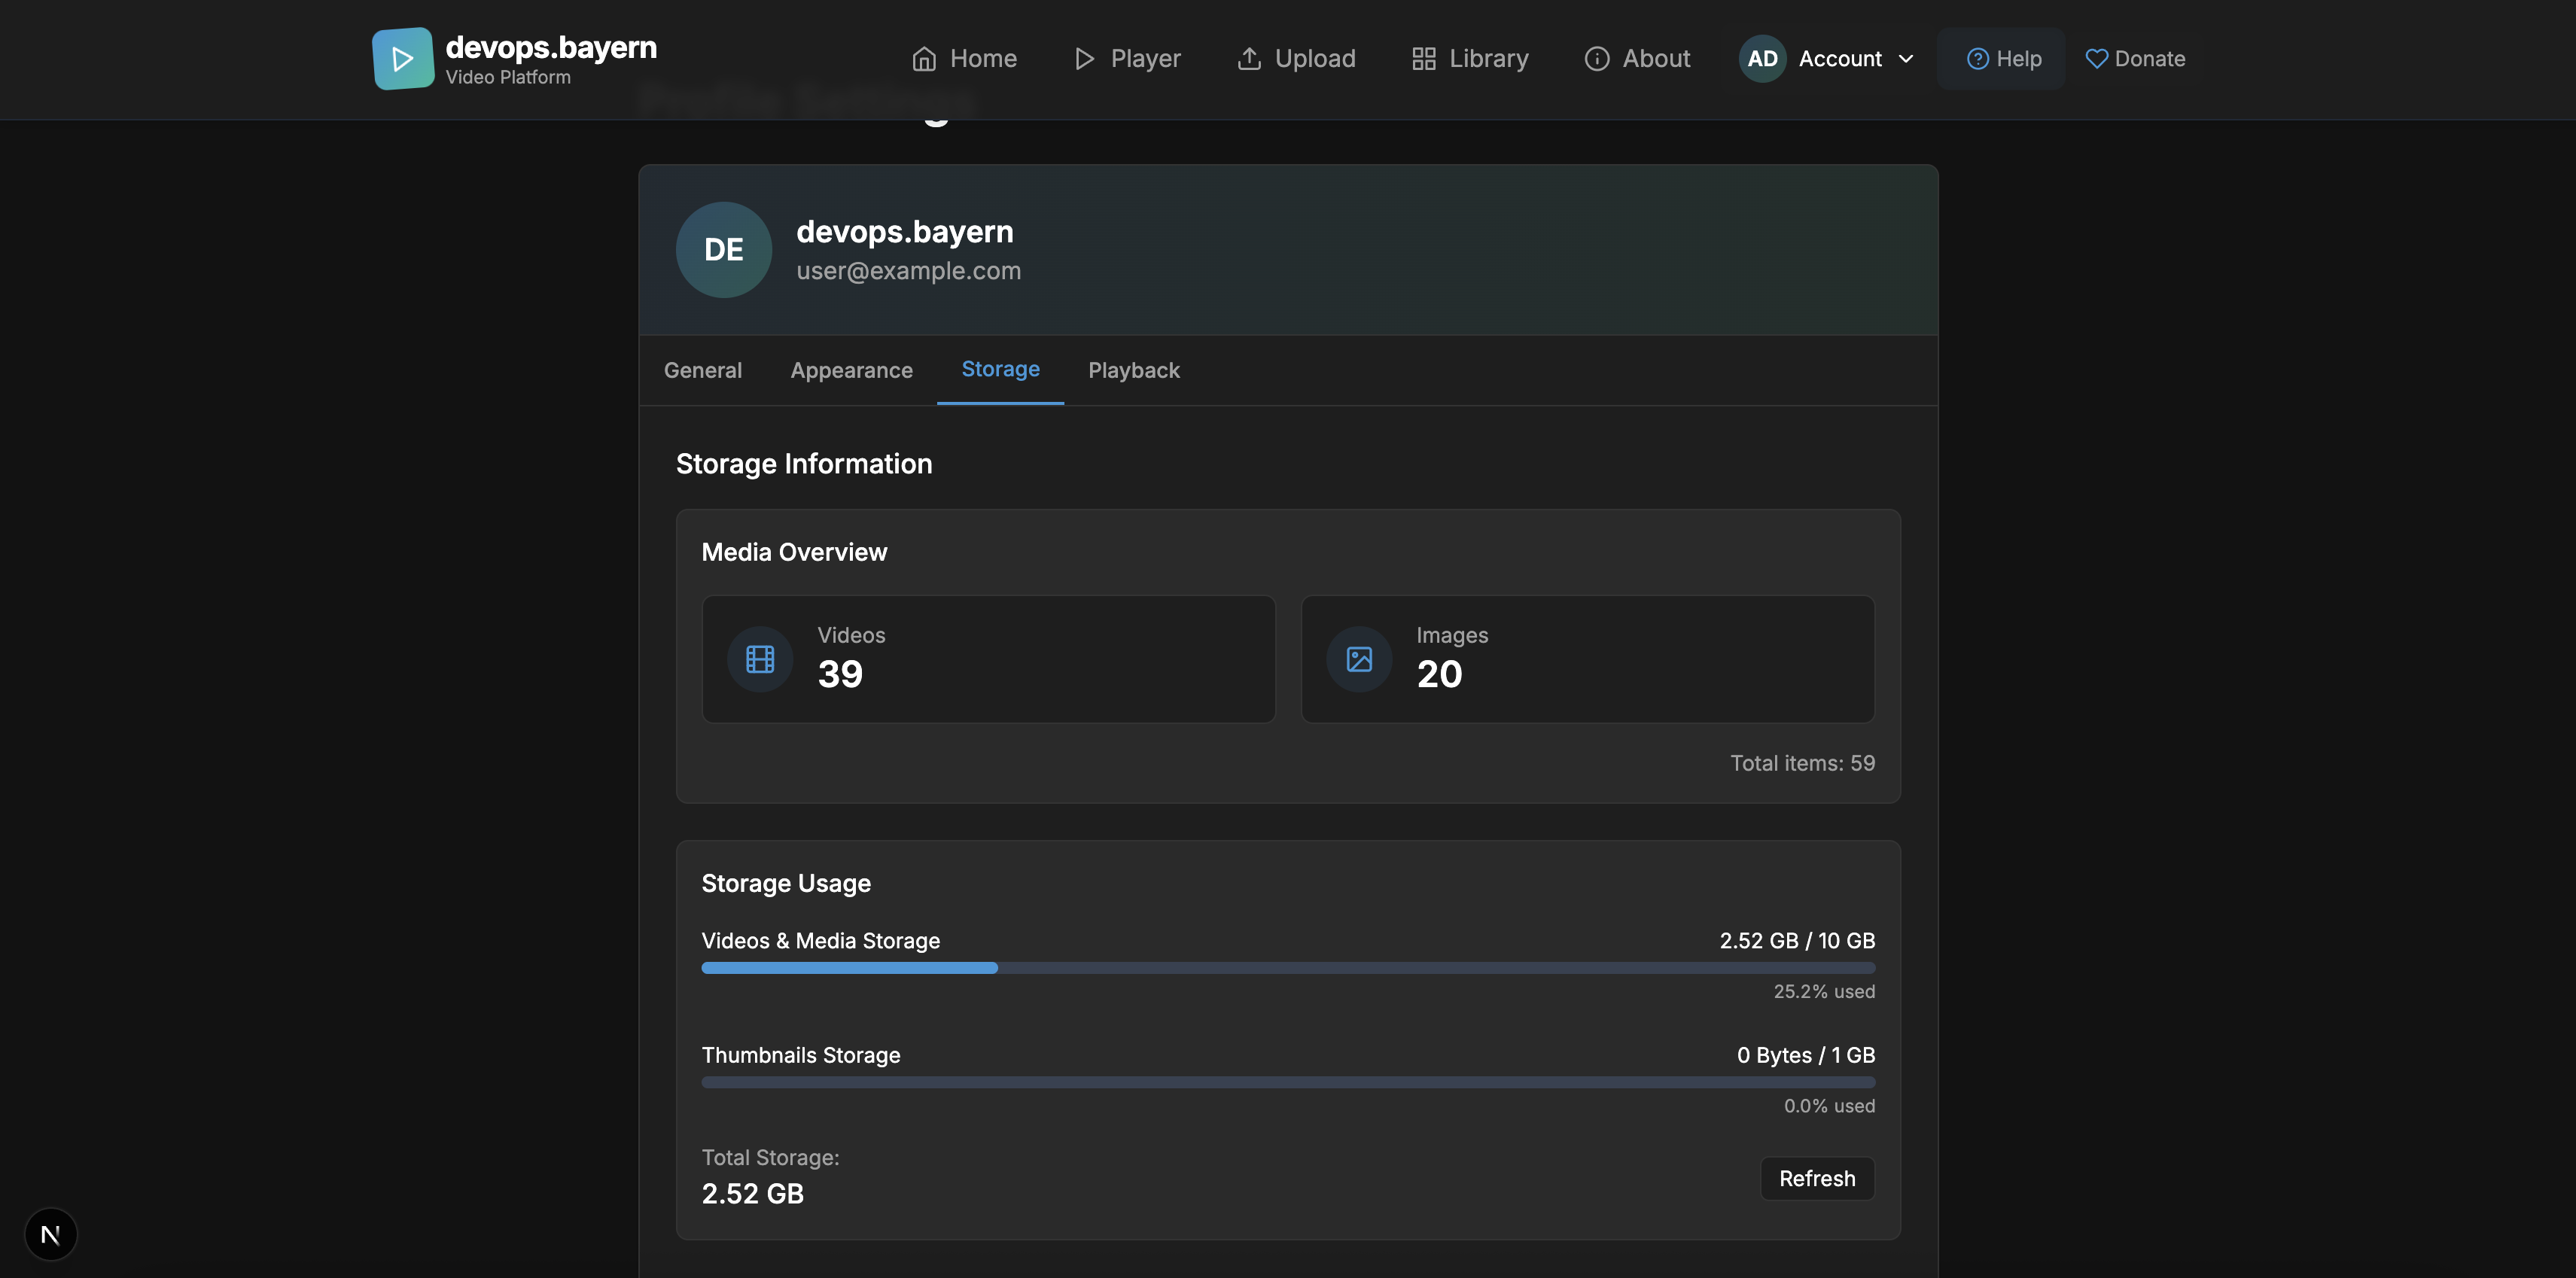 devops.bayern
Video Platform
Home
Player
Upload
Library
About
AD
Account
Help
Donate
Profile Settings
DE
devops.bayern
user@example.com
General
Appearance
Storage
Playback
Storage Information
Media Overview
Videos
39
Images
20
Total items: 59
Storage Usage
Videos & Media Storage
2.52 GB / 10 GB
25.2% used
Thumbnails Storage
0 Bytes / 1 GB
0.0% used
Total Storage:
2.52 GB
Refresh
N